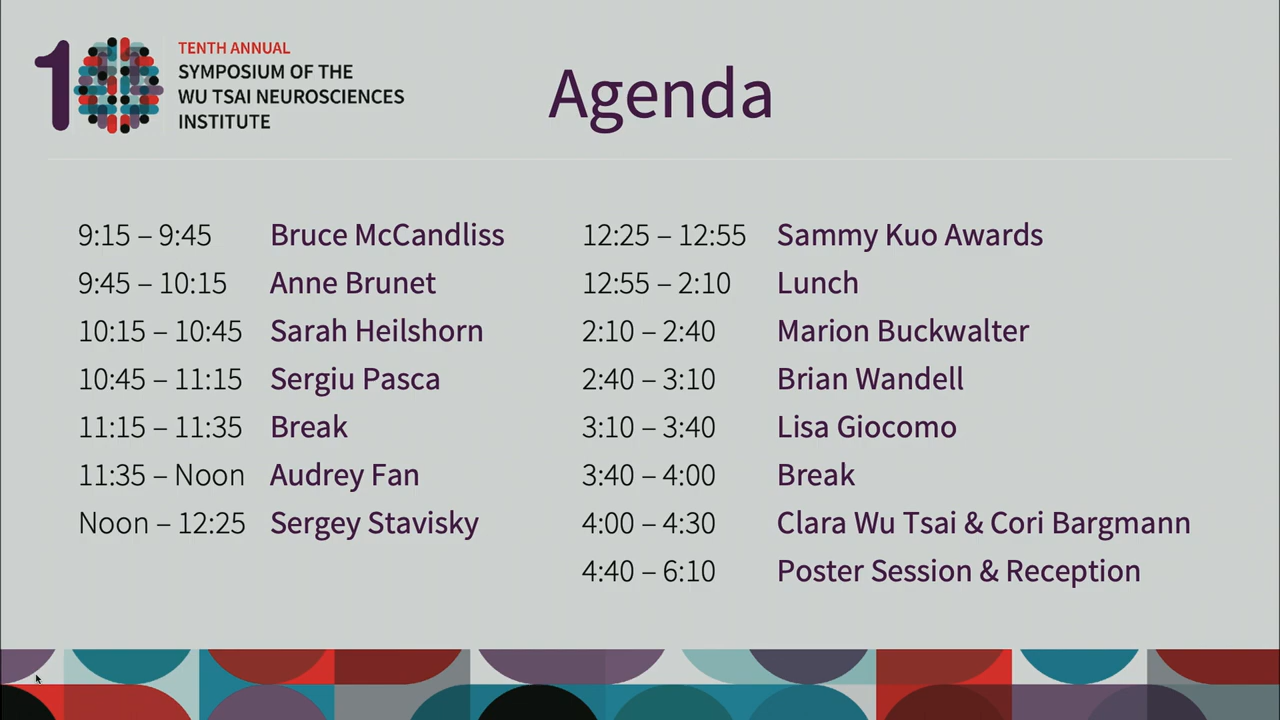 10
TENTH ANNUAL
SYMPOSIUM OF THE
WU TSAI NEUROSCIENCES
INSTITUTE
Agenda
9:15 – 9:45 Bruce McCandliss
9:45 – 10:15 Anne Brunet
10:15 – 10:45 Sarah Heilshorn
10:45 – 11:15 Sergiu Pasca
11:15 – 11:35 Break
11:35 – Noon Audrey Fan
Noon – 12:25 Sergey Stavisky
12:25 – 12:55 Sammy Kuo Awards
12:55 – 2:10 Lunch
2:10 – 2:40 Marion Buckwalter
2:40 – 3:10 Brian Wandell
3:10 – 3:40 Lisa Giocomo
3:40 – 4:00 Break
4:00 – 4:30 Clara Wu Tsai & Cori Bargmann
4:40 – 6:10 Poster Session & Reception